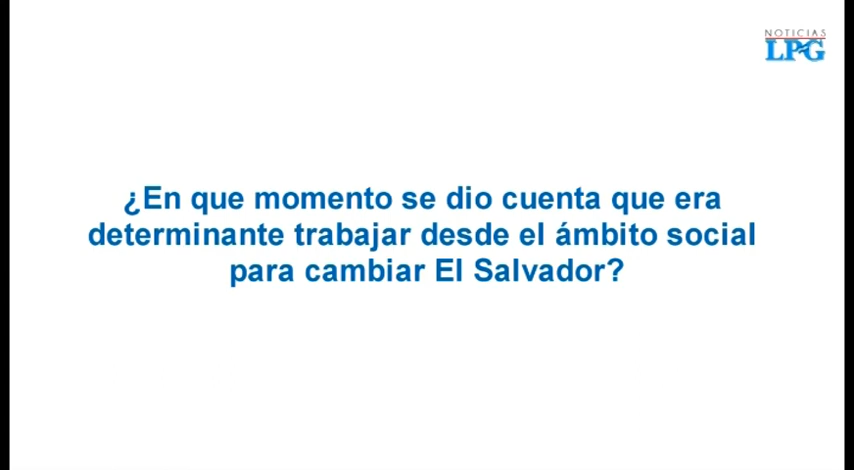 NOTICIAS
LPG
¿En que momento se dio cuenta que era
determinante trabajar desde el ámbito social
para cambiar El Salvador?